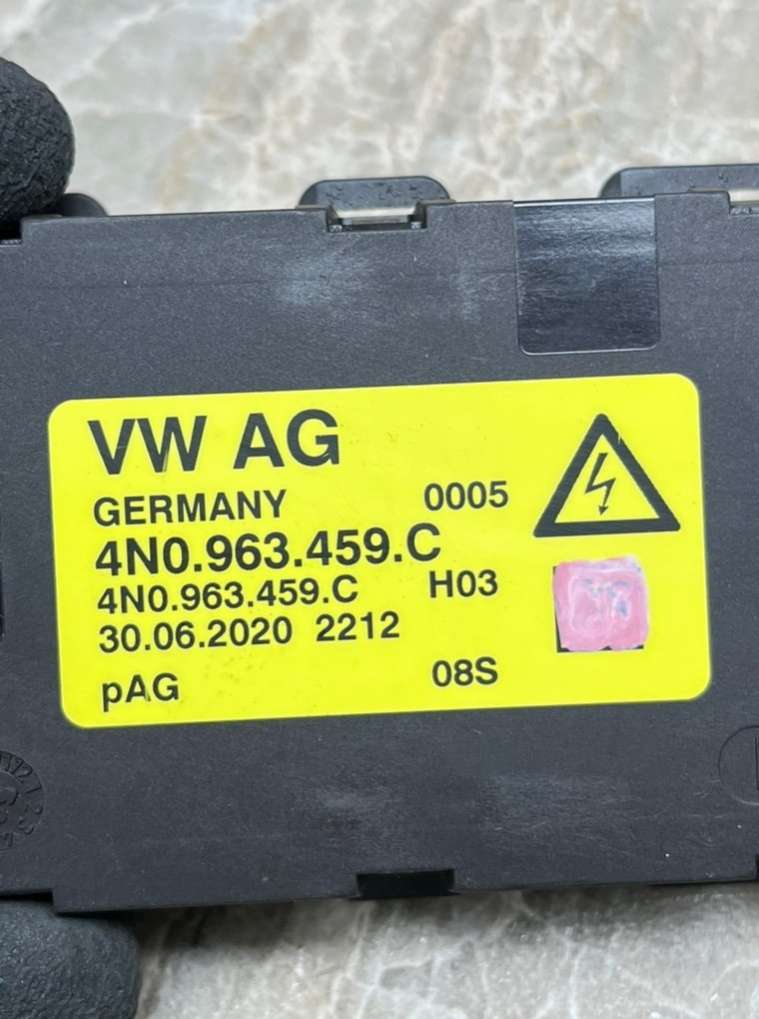 VW AG
GERMANY 0005
4N0.963.459.C
4N0.963.459.C H03
30.06.2020 2212
pAG 08S